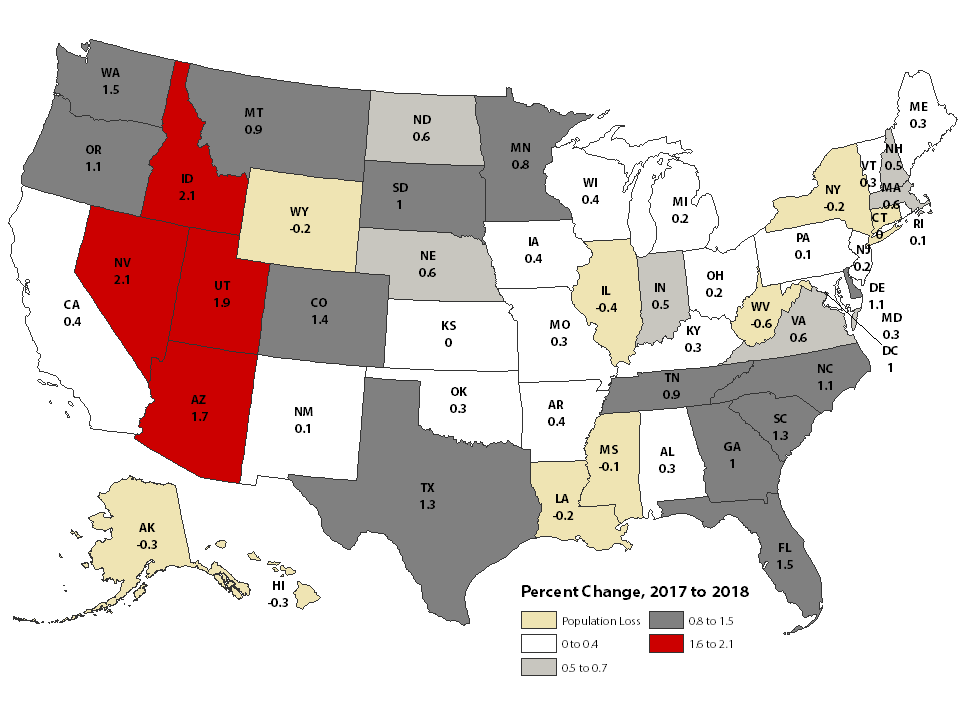 WA
1.5
MT
0.9
ND
0.6
MN
0.8
ME
0.3
OR
1.1
ID
2.1
SD
1
WI
0.4
MI
0.2
NY
-0.2
VT
0.3
NH
0.5
MA
0.6
CT
0
RI
0.1
WY
-0.2
NV
2.1
UT
1.9
CO
1.4
NE
0.6
IA
0.4
IL
-0.4
IN
0.5
OH
0.2
PA
0.1
NJ
0.2
DE
1.1
MD
0.3
DC
1
WV
-0.6
VA
0.6
CA
0.4
KS
0
MO
0.3
KY
0.3
AZ
1.7
NM
0.1
OK
0.3
AR
0.4
TN
0.9
NC
1.1
SC
1.3
TX
1.3
LA
-0.2
MS
-0.1
AL
0.3
GA
1
FL
1.5
AK
-0.3
HI
-0.3
Percent Change, 2017 to 2018
Population Loss
0 to 0.4
0.5 to 0.7
0.8 to 1.5
1.6 to 2.1